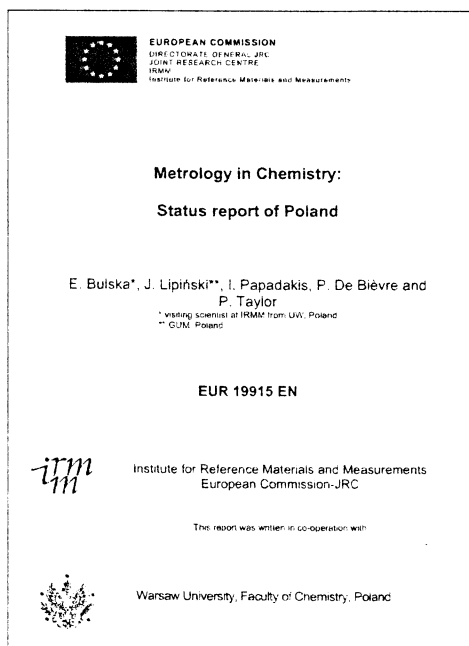 EUROPEAN COMMISSION
DIRECTORATE GENERAL JRC
JOINT RESEARCH CENTRE
IRMM
Institute for Reference Materials and Measurements
Metrology in Chemistry:
Status report of Poland
E. Bulska*, J. Lipiński**, I. Papadakis, P. De Bièvre and
P. Taylor
* visiting scientist at IRMM from UW, Poland
** GUM, Poland
EUR 19915 EN
irmm
Institute for Reference Materials and Measurements
European Commission-JRC
This report was written in co-operation with
Warsaw University, Faculty of Chemistry, Poland